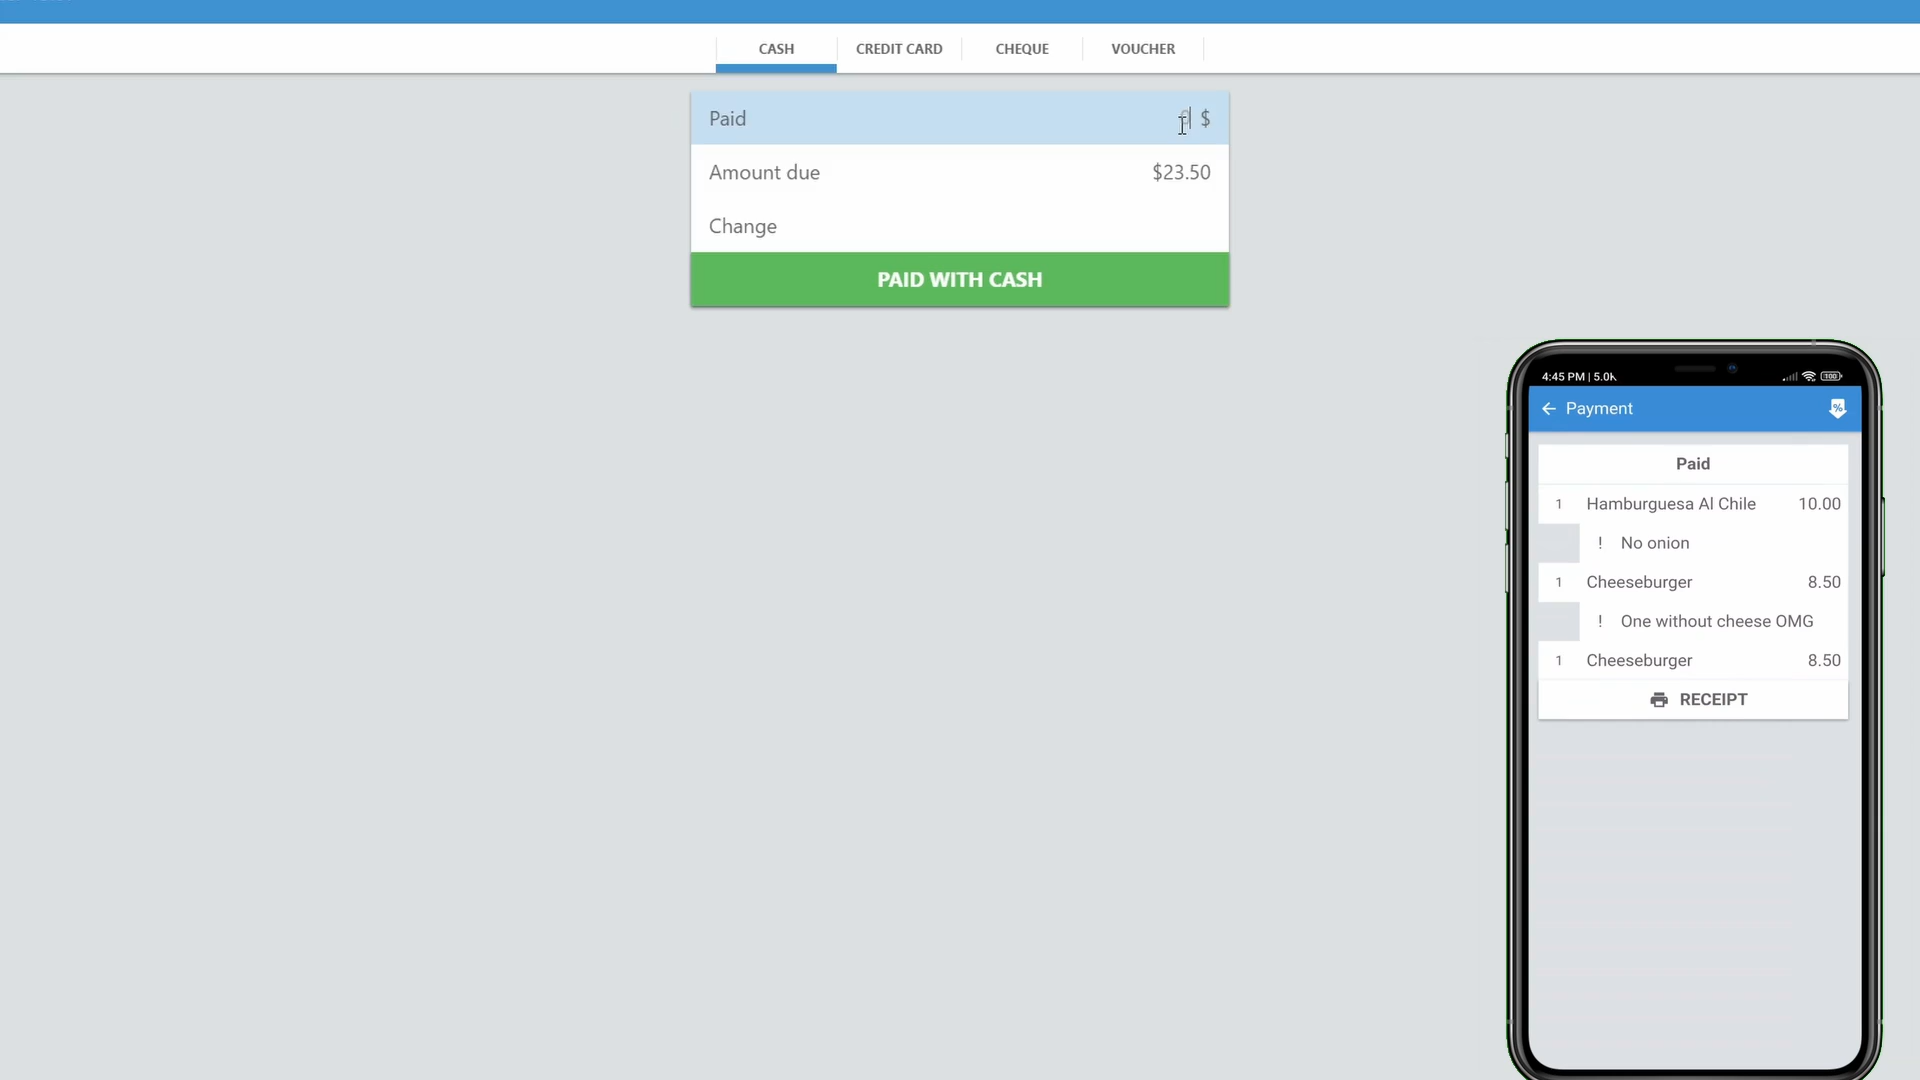 CASH CREDIT CARD CHEQUE VOUCHER
Paid $
Amount due $23.50
Change
PAID WITH CASH
4:45 PM | 5.0K 100
Payment %
Paid
1 Hamburguesa Al Chile 10.00
! No onion
1 Cheeseburger 8.50
! One without cheese OMG
1 Cheeseburger 8.50
RECEIPT